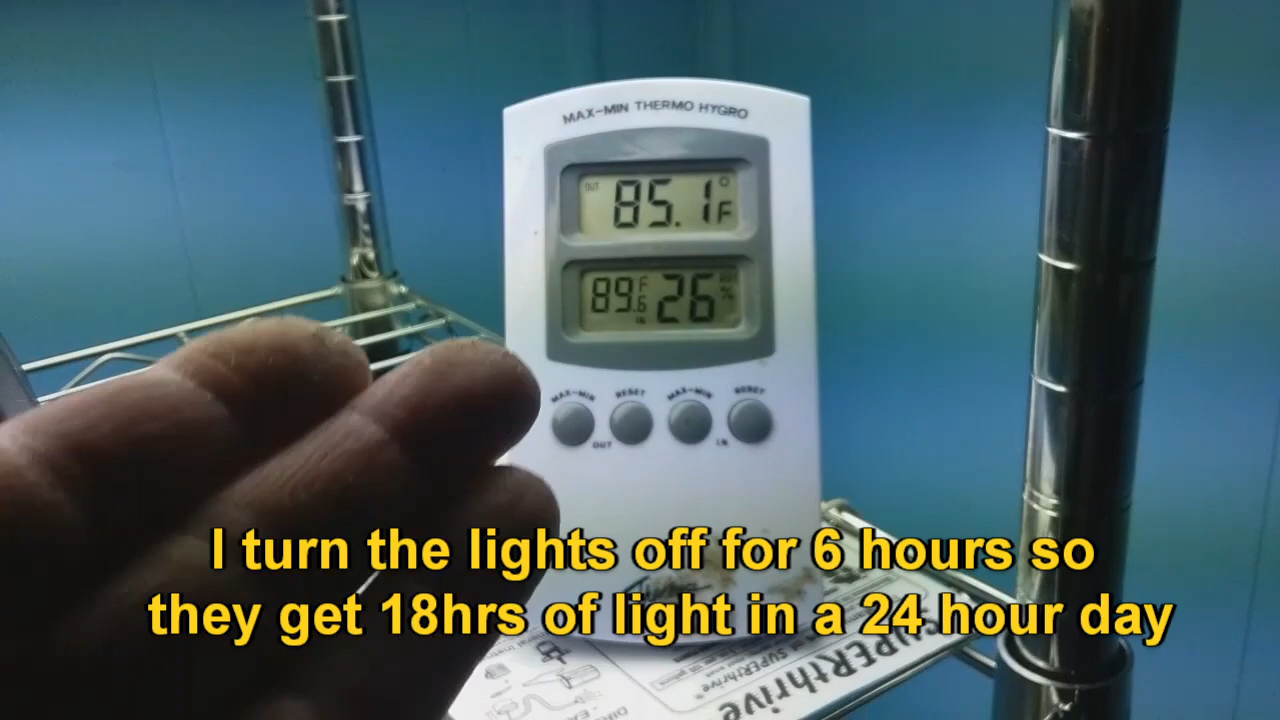 MAX-MIN THERMO HYGRO
OUT 85.1°F
89.6 F IN 26
MAX-MIN RESET MAX-MIN RESET
OUT IN
I turn the lights off for 6 hours so
they get 18hrs of light in a 24 hour day
SUPERthrive